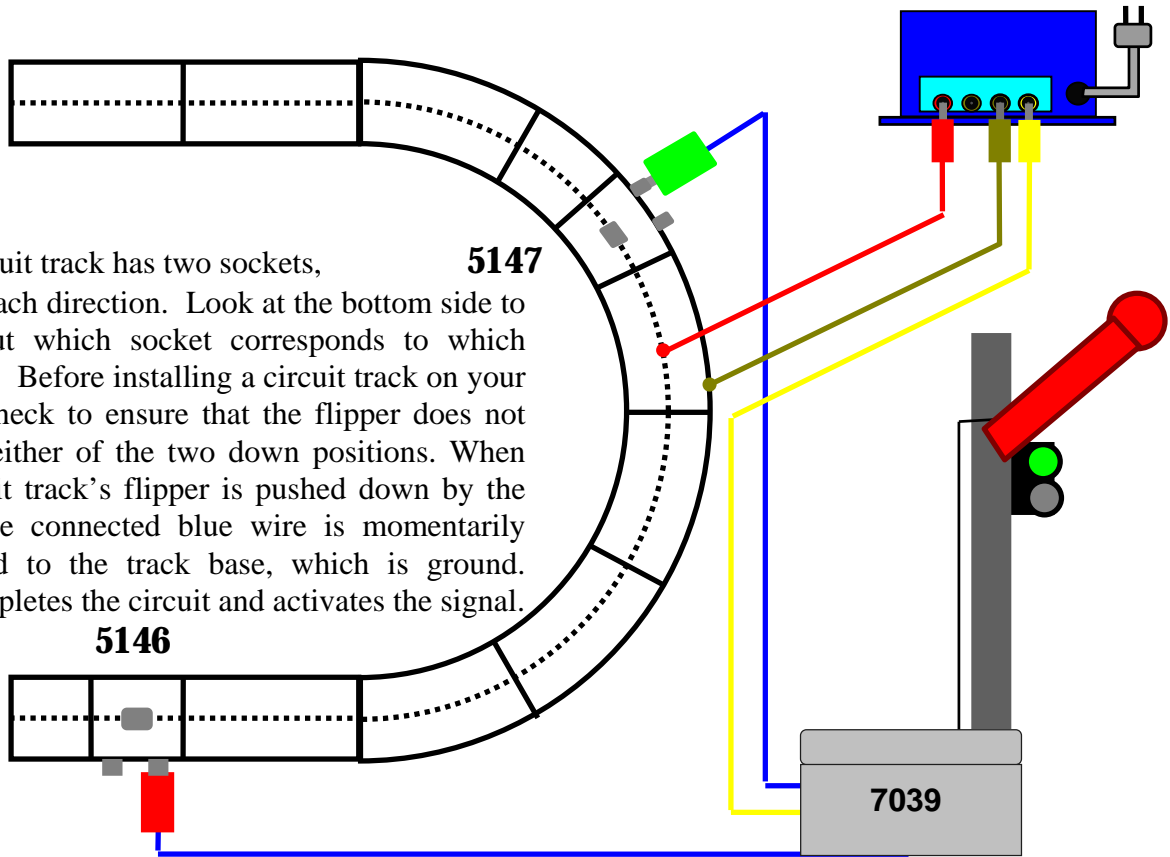 uit track has two sockets,
5147
ach direction. Look at the bottom side to
ut which socket corresponds to which
Before installing a circuit track on your
heck to ensure that the flipper does not
either of the two down positions. When
it track's flipper is pushed down by the
e connected blue wire is momentarily
d to the track base, which is ground.
pletes the circuit and activates the signal.
5146
7039